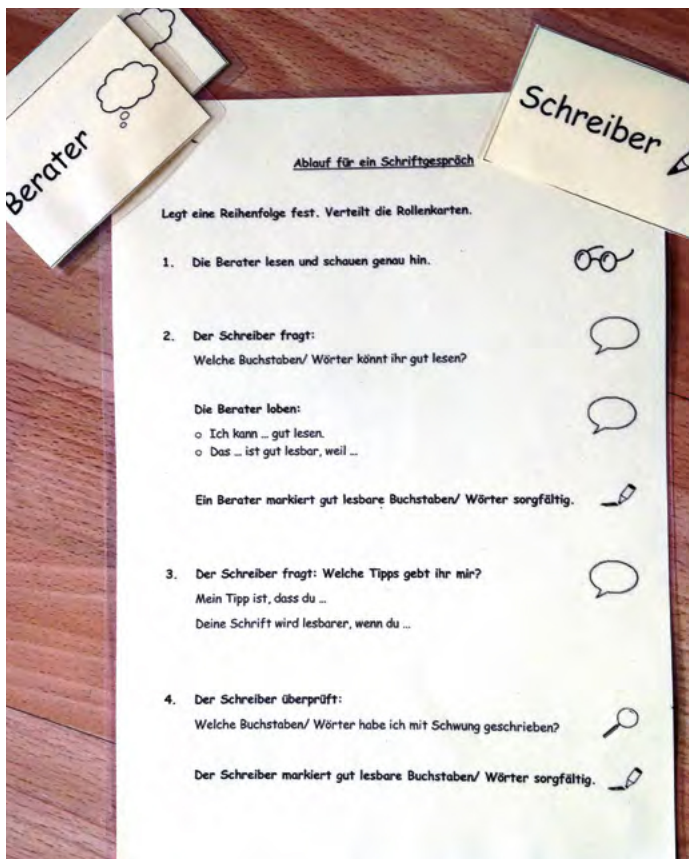 Berater
Schreiber
Ablauf für ein Schriftgespräch
Legt eine Reihenfolge fest. Verteilt die Rollenkarten.
1. Die Berater lesen und schauen genau hin.
2. Der Schreiber fragt:
Welche Buchstaben/ Wörter könnt ihr gut lesen?
Die Berater loben:
o Ich kann ... gut lesen.
o Das ... ist gut lesbar, weil ...
Ein Berater markiert gut lesbare Buchstaben/ Wörter sorgfältig.
3. Der Schreiber fragt: Welche Tipps gebt ihr mir?
Mein Tipp ist, dass du ...
Deine Schrift wird lesbarer, wenn du ...
4. Der Schreiber überprüft:
Welche Buchstaben/ Wörter habe ich mit Schwung geschrieben?
Der Schreiber markiert gut lesbare Buchstaben/ Wörter sorgfältig.